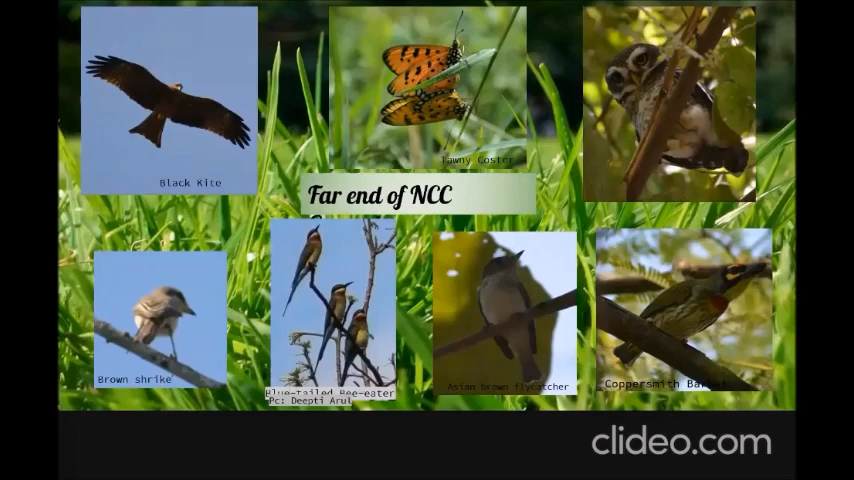 Black Kite
Tawny Coster
Far end of NCC
Brown shrike
Blue-tailed Bee-eater
Pc: Deepti Arul
Asian brown flycatcher
Coppersmith
clideo.com